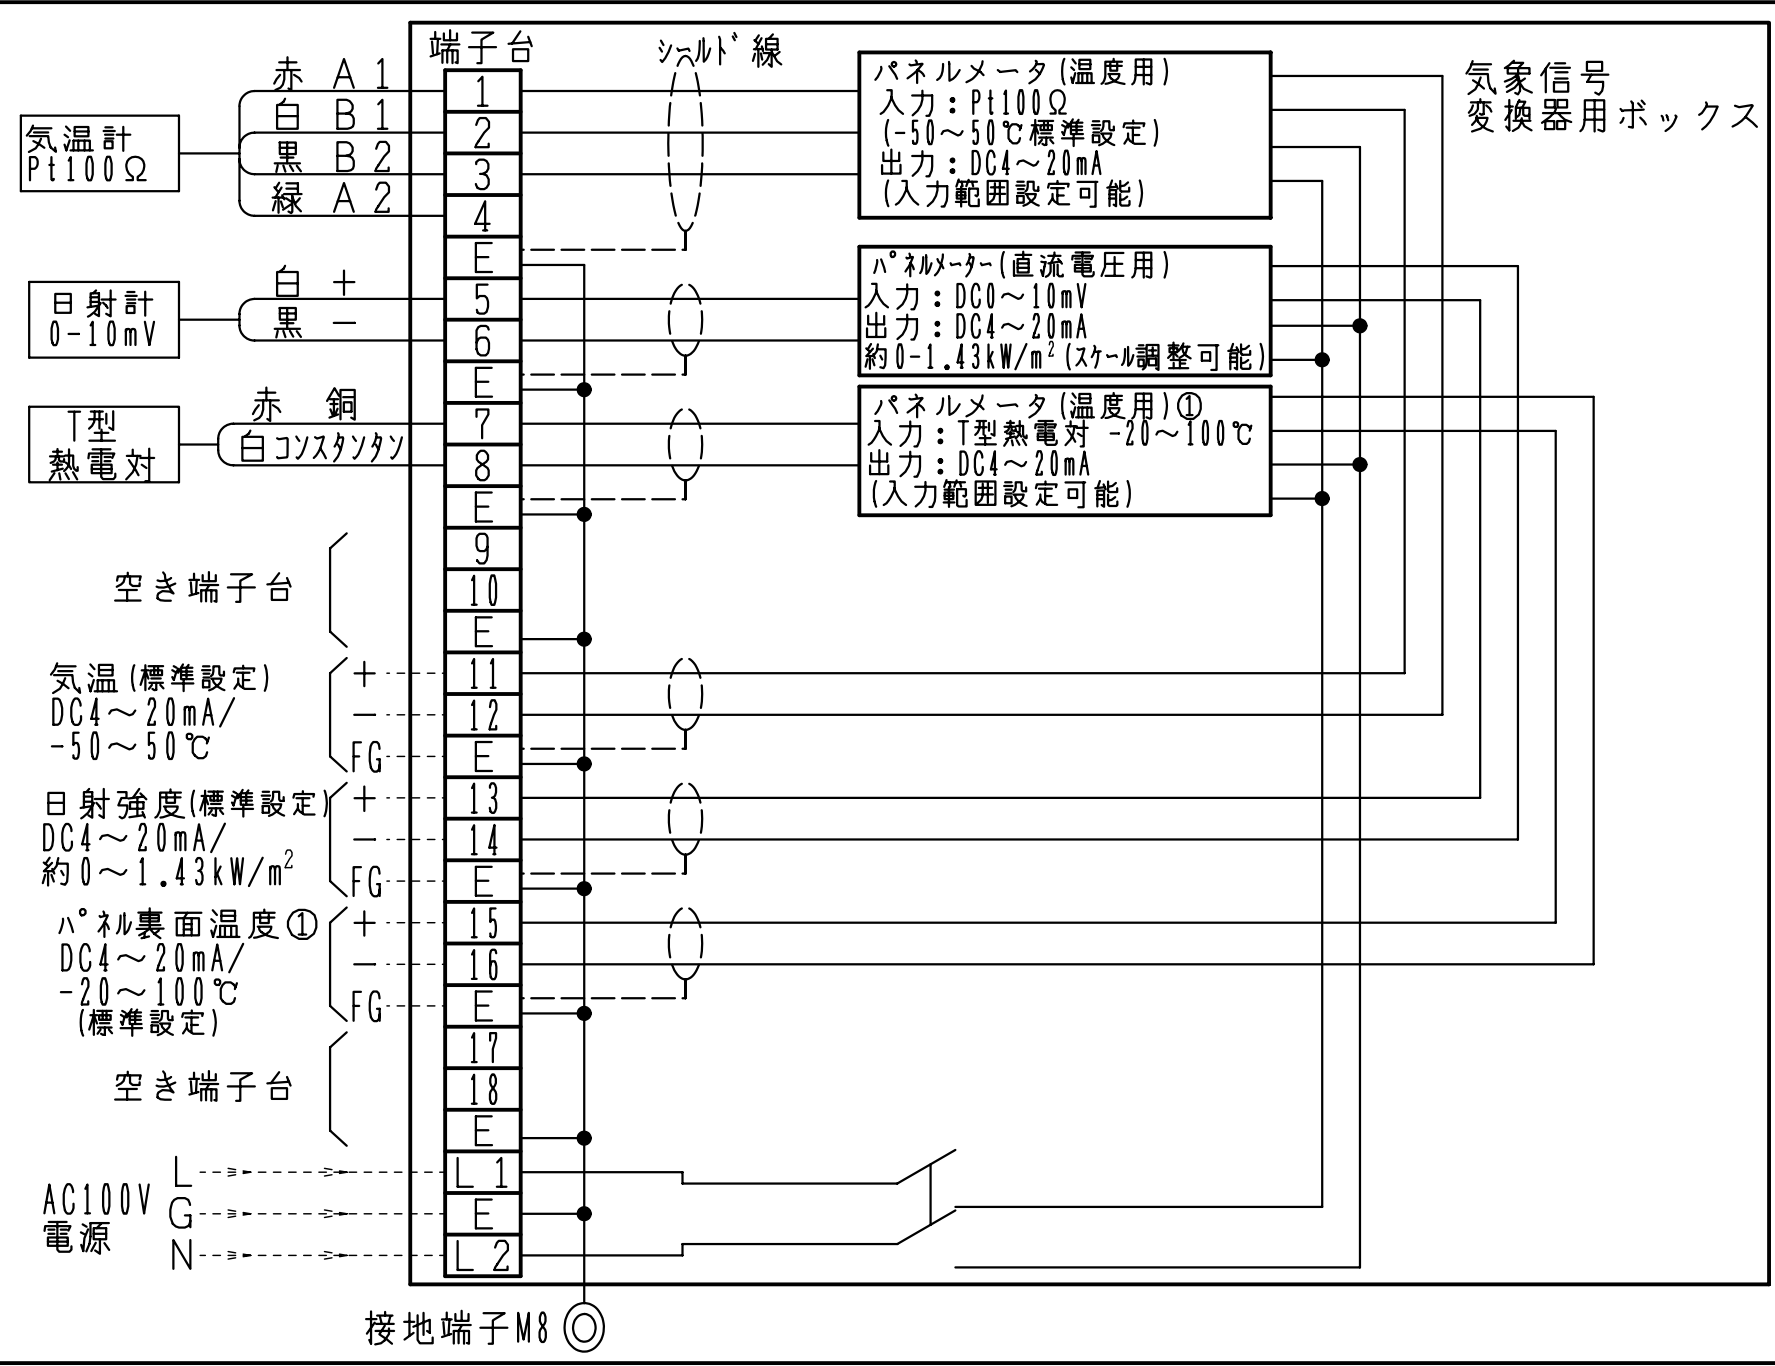 端子台
シールド線
気象信号
変換器用ボックス
気温計
Pt100Ω
赤 A1
白 B1
黒 B2
緑 A2
日射計
0-10mV
白 +
黒 −
T型
熱電対
赤 銅
白コンスタンタン
空き端子台
気温(標準設定)
DC4～20mA/
-50～50℃
+
−
FG
日射強度(標準設定)
DC4～20mA/
約0～1.43kW/m²
+
−
FG
パネル裏面温度①
DC4～20mA/
-20～100℃
(標準設定)
+
−
FG
空き端子台
AC100V
電源
L
G
N
1
2
3
4
E
5
6
E
7
8
E
9
10
E
11
12
E
13
14
E
15
16
E
17
18
E
L1
E
L2
パネルメータ(温度用)
入力:Pt100Ω
(-50～50℃標準設定)
出力:DC4～20mA
(入力範囲設定可能)
パネルメーター(直流電圧用)
入力:DC0～10mV
出力:DC4～20mA
約0-1.43kW/m²(スケール調整可能)
パネルメータ(温度用)①
入力:T型熱電対 -20～100℃
出力:DC4～20mA
(入力範囲設定可能)
接地端子M8